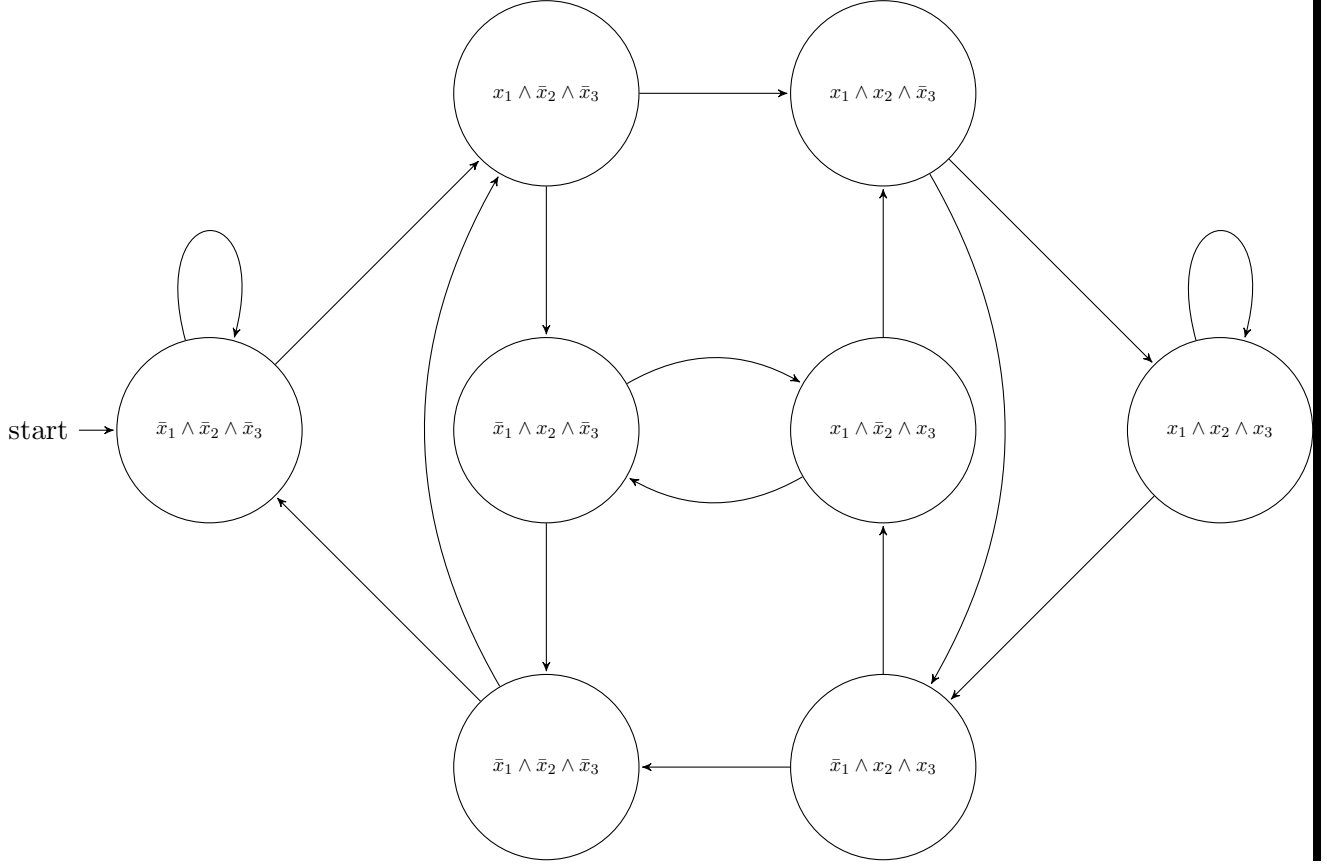 x̄₁ ∧ x̄₂ ∧ x̄₃
x₁ ∧ x̄₂ ∧ x̄₃
x₁ ∧ x₂ ∧ x̄₃
start
x̄₁ ∧ x₂ ∧ x̄₃
x₁ ∧ x̄₂ ∧ x₃
x₁ ∧ x₂ ∧ x₃
x̄₁ ∧ x̄₂ ∧ x̄₃
x̄₁ ∧ x₂ ∧ x₃